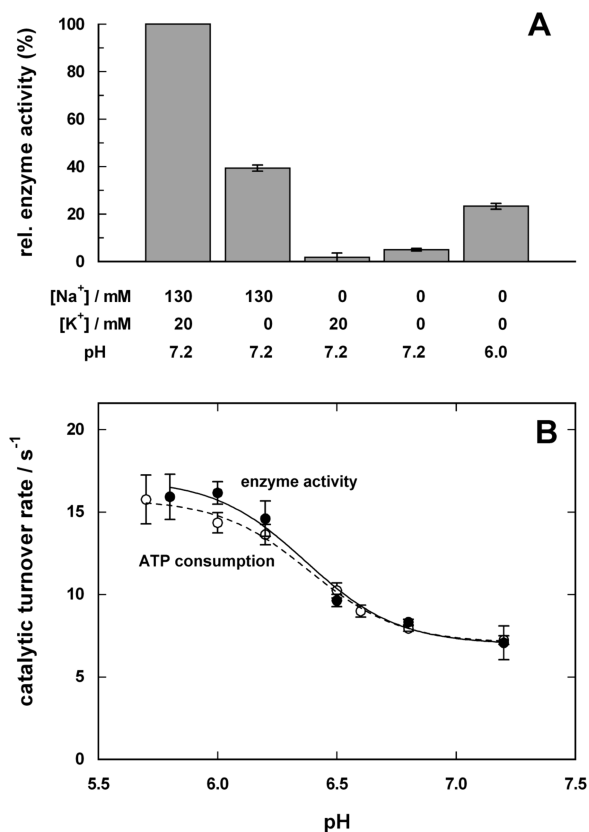 A
rel. enzyme activity (%)
100
80
60
40
20
0
[Na⁺] / mM 130 130 0 0 0
[K⁺] / mM 20 0 20 0 0
pH 7.2 7.2 7.2 7.2 6.0
B
catalytic turnover rate / s⁻¹
20
15
10
5
0
enzyme activity
ATP consumption
5.5 6.0 6.5 7.0 7.5
pH